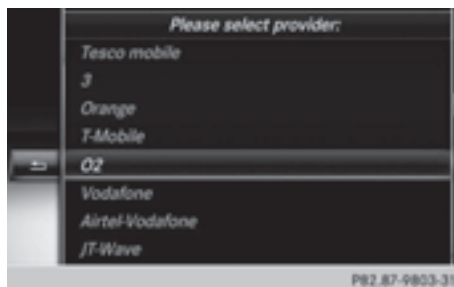 Please select provider:
Tesco mobile
3
Orange
T-Mobile
O2
Vodafone
Airtel-Vodafone
JT-Wave
P82.87-9803-31